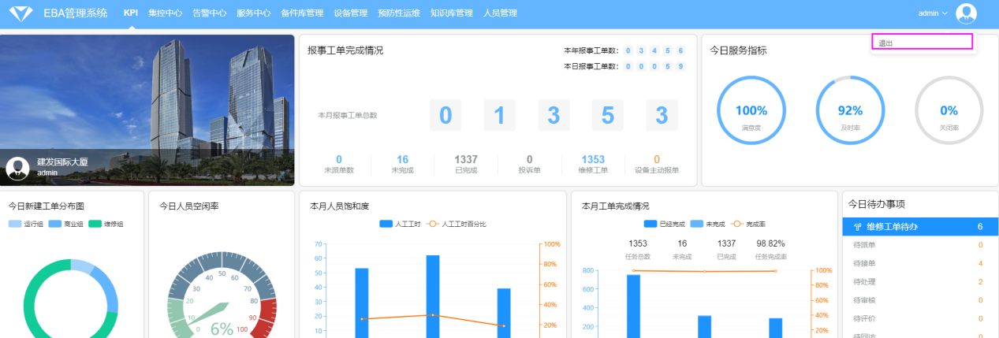 EBA管理系统 KPI 集控中心 告警中心 服务中心 备件库管理 设备管理 预防性运维 知识库管理 人员管理 admin
退出
建发国际大厦
admin
报事工单完成情况
本年报事工单数: 0 3 4 5 6
本日报事工单数: 0 0 0 5 9
本月报事工单总数 0 1 3 5 3
0 16 1337 0 1353 0
未派单数 未完成 已完成 投诉单 维修工单 设备主动报单
今日服务指标
100% 92% 0%
满意度 及时率 关闭率
今日新建工单分布图
运行组 商业组 维修组
今日人员空闲率
0 10 20 30 40 50 60 70 80 90 100
6%
本月人员饱和度
人工工时 人工工时百分比
70 100%
60 80%
50
40 60%
30 40%
20 20%
10
本月工单完成情况
已经完成 未完成 完成率
1353 16 1337 98.82%
任务总数 未完成 已完成 任务完成率
800 100%
600 80%
400 60%
200 40%
20%
今日待办事项
维修工单待办 6
待派单 0
待接单 4
待处理 2
待审核 0
待评价 0
待回访 0